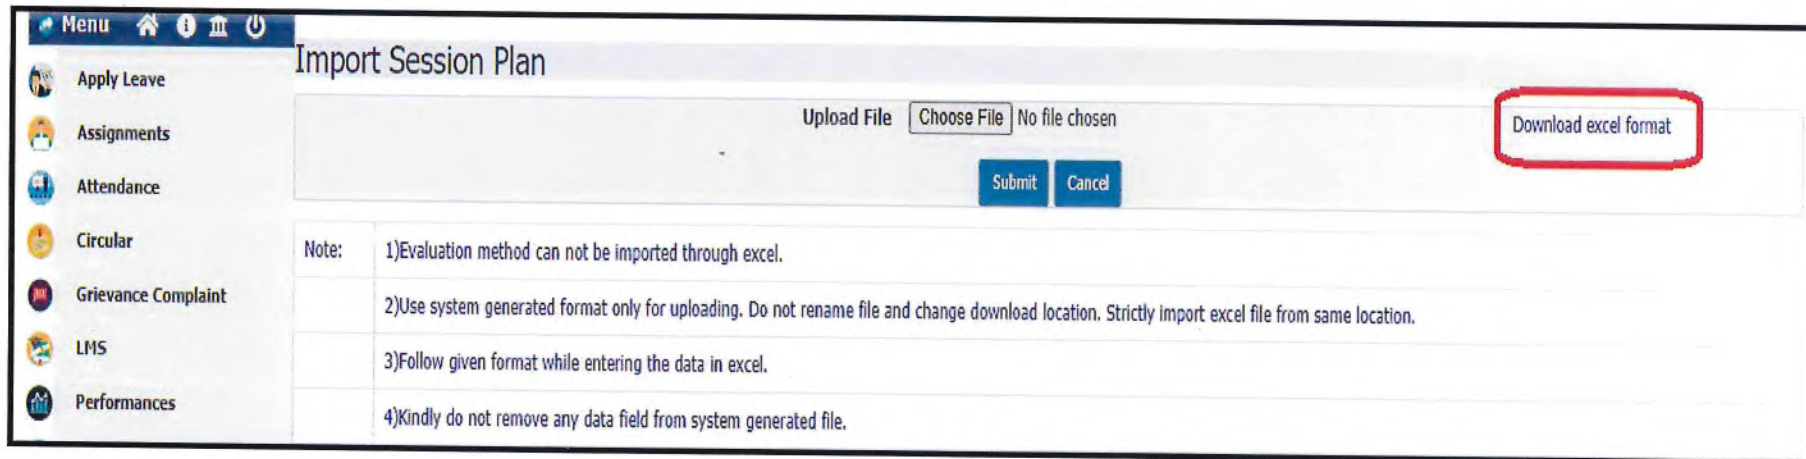 Menu
Import Session Plan
Apply Leave
Upload File Choose File No file chosen
Download excel format
Assignments
Submit Cancel
Attendance
Circular
Note: 1)Evaluation method can not be imported through excel.
Grievance Complaint
2)Use system generated format only for uploading. Do not rename file and change download location. Strictly import excel file from same location.
LMS
3)Follow given format while entering the data in excel.
Performances
4)Kindly do not remove any data field from system generated file.